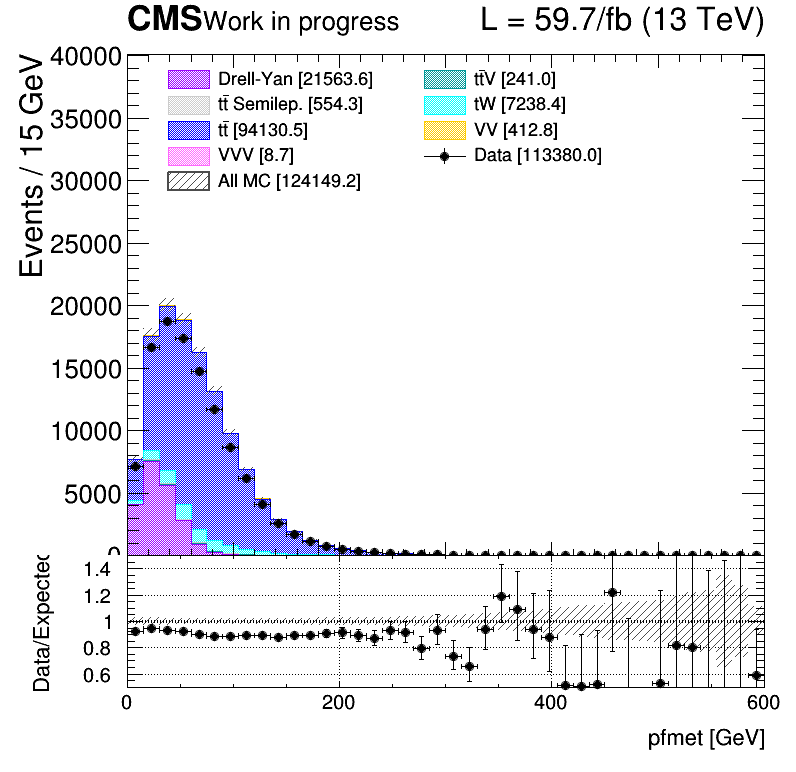 CMS Work in progress L = 59.7/fb (13 TeV)
Events / 15 GeV
40000
35000
30000
25000
20000
15000
10000
5000
0
Drell-Yan [21563.6]
tt̄ Semilep. [554.3]
tt̄ [94130.5]
VVV [8.7]
All MC [124149.2]
tt̄V [241.0]
tW [7238.4]
VV [412.8]
Data [113380.0]
Data/Expected
1.4
1.2
1
0.8
0.6
0 200 400 600
pfmet [GeV]